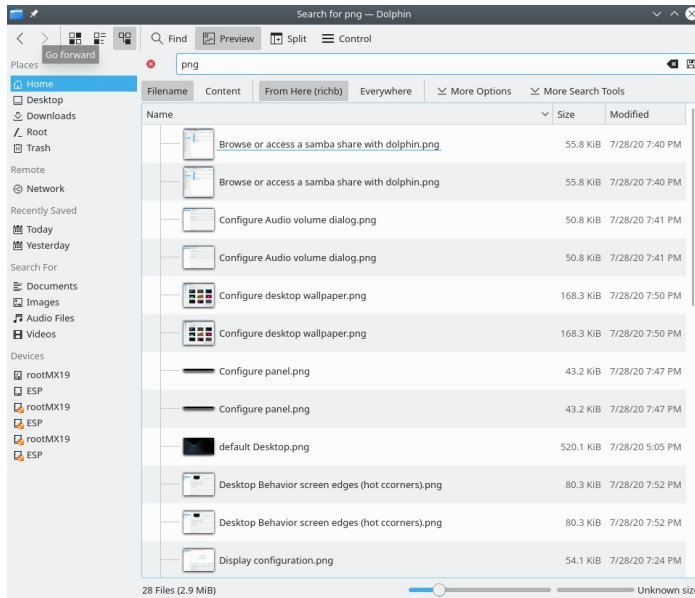 Search for png — Dolphin
Find Preview Split Control
Go forward
Places
Home
Desktop
Downloads
Root
Trash
Remote
Network
Recently Saved
Today
Yesterday
Search For
Documents
Images
Audio Files
Videos
Devices
rootMX19
ESP
rootMX19
ESP
rootMX19
ESP
png
Filename Content From Here (richb) Everywhere More Options More Search Tools
Name Size Modified
Browse or access a samba share with dolphin.png 55.8 KiB 7/28/20 7:40 PM
Browse or access a samba share with dolphin.png 55.8 KiB 7/28/20 7:40 PM
Configure Audio volume dialog.png 50.8 KiB 7/28/20 7:41 PM
Configure Audio volume dialog.png 50.8 KiB 7/28/20 7:41 PM
Configure desktop wallpaper.png 168.3 KiB 7/28/20 7:50 PM
Configure desktop wallpaper.png 168.3 KiB 7/28/20 7:50 PM
Configure panel.png 43.2 KiB 7/28/20 7:47 PM
Configure panel.png 43.2 KiB 7/28/20 7:47 PM
default Desktop.png 520.1 KiB 7/28/20 5:05 PM
Desktop Behavior screen edges (hot ccorners).png 80.3 KiB 7/28/20 7:52 PM
Desktop Behavior screen edges (hot ccorners).png 80.3 KiB 7/28/20 7:52 PM
Display configuration.png 54.1 KiB 7/28/20 7:24 PM
28 Files (2.9 MiB) Unknown siz